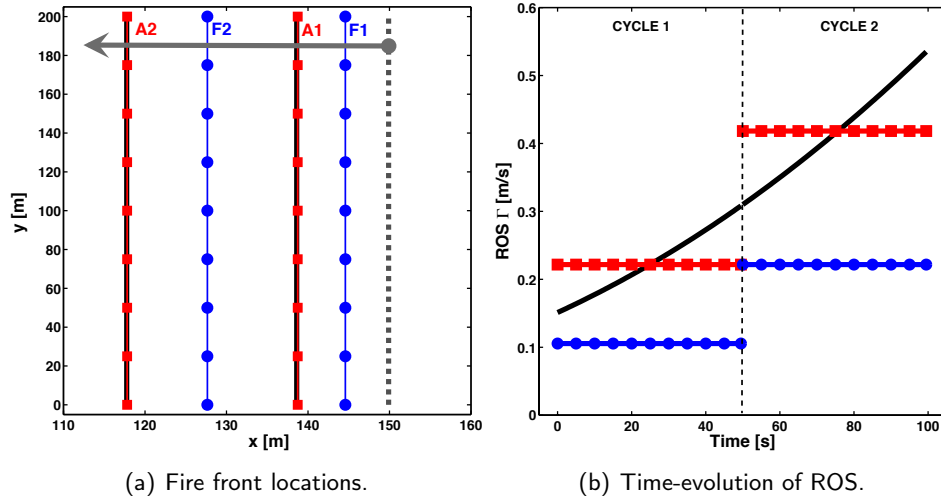 A2 F2 A1 F1
200
180
160
140
120
100
80
60
40
20
0
y [m]
110 120 130 140 150 160
x [m]
CYCLE 1 CYCLE 2
0.6
0.5
0.4
0.3
0.2
0.1
0
ROS Γ [m/s]
0 20 40 60 80 100
Time [s]
(a) Fire front locations.
(b) Time-evolution of ROS.